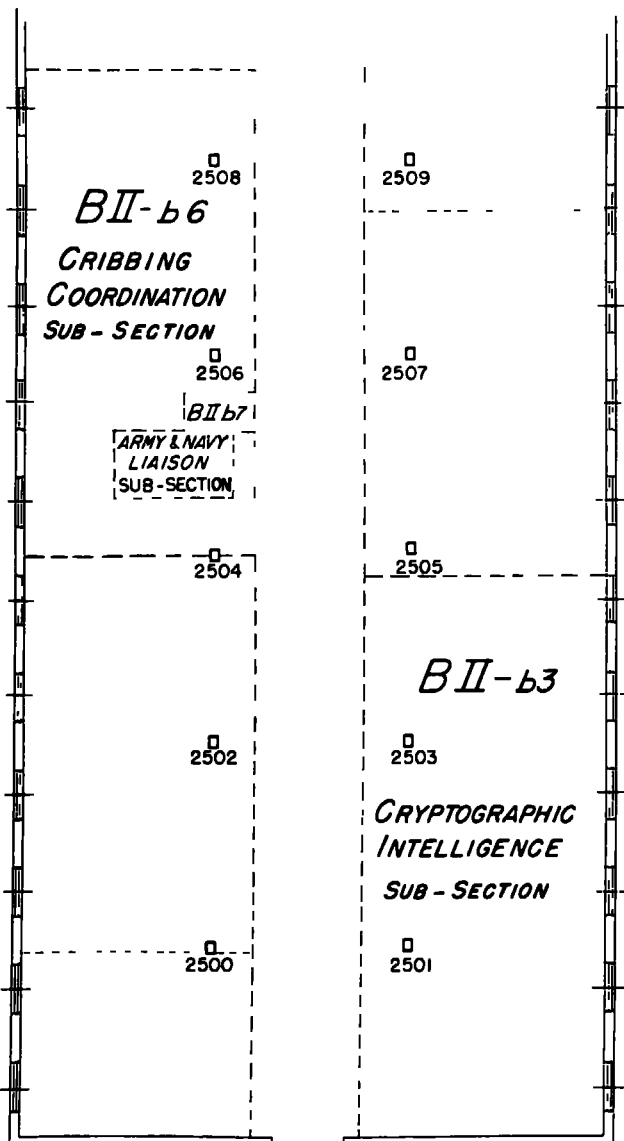 2508
2509
BII-b6
CRIBBING
COORDINATION
SUB-SECTION
2506
2507
BIIb7
ARMY & NAVY
LIAISON
SUB-SECTION
2504
2505
BII-b3
2502
2503
CRYPTOGRAPHIC
INTELLIGENCE
SUB-SECTION
2500
2501